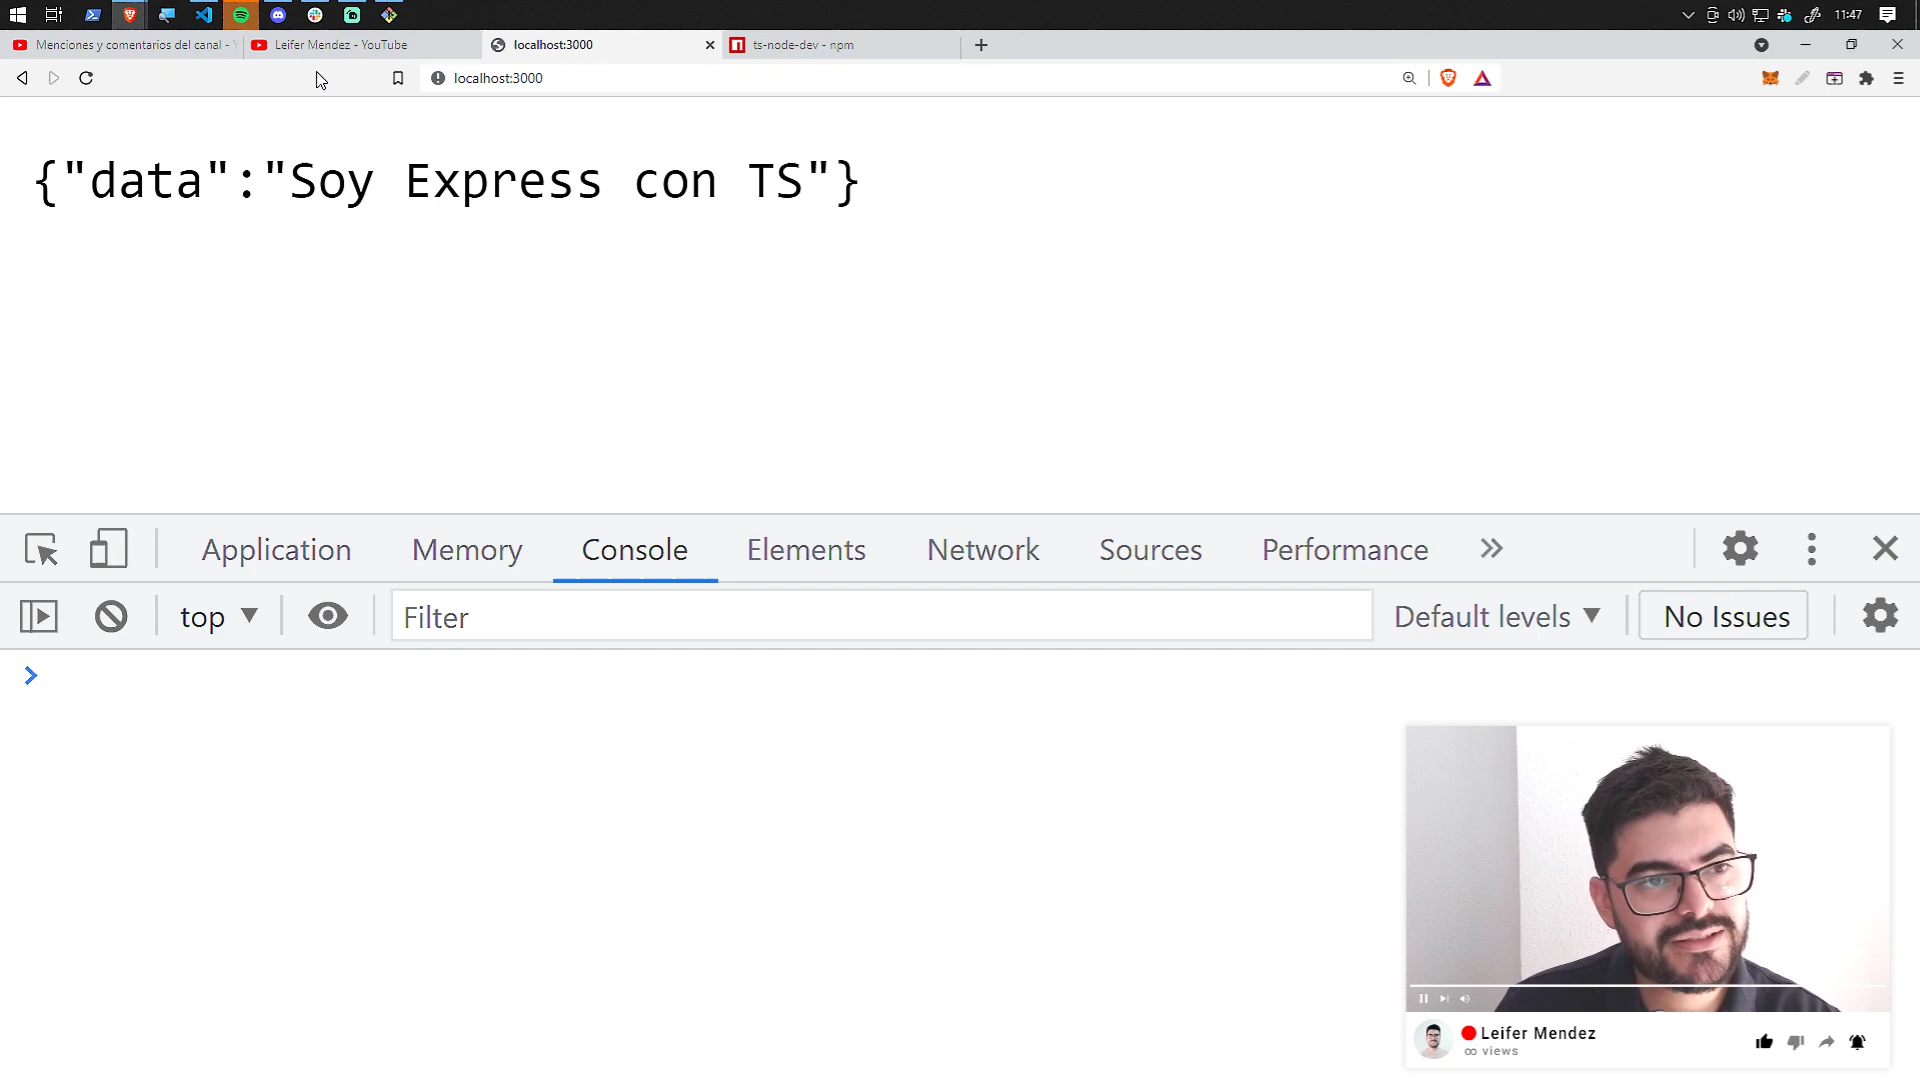 11:47
Menciones y comentarios del canal -
Leifer Mendez - YouTube
localhost:3000
ts-node-dev - npm
localhost:3000
{"data":"Soy Express con TS"}
Application
Memory
Console
Elements
Network
Sources
Performance
top
Filter
Default levels
No Issues
Leifer Mendez
∞ views